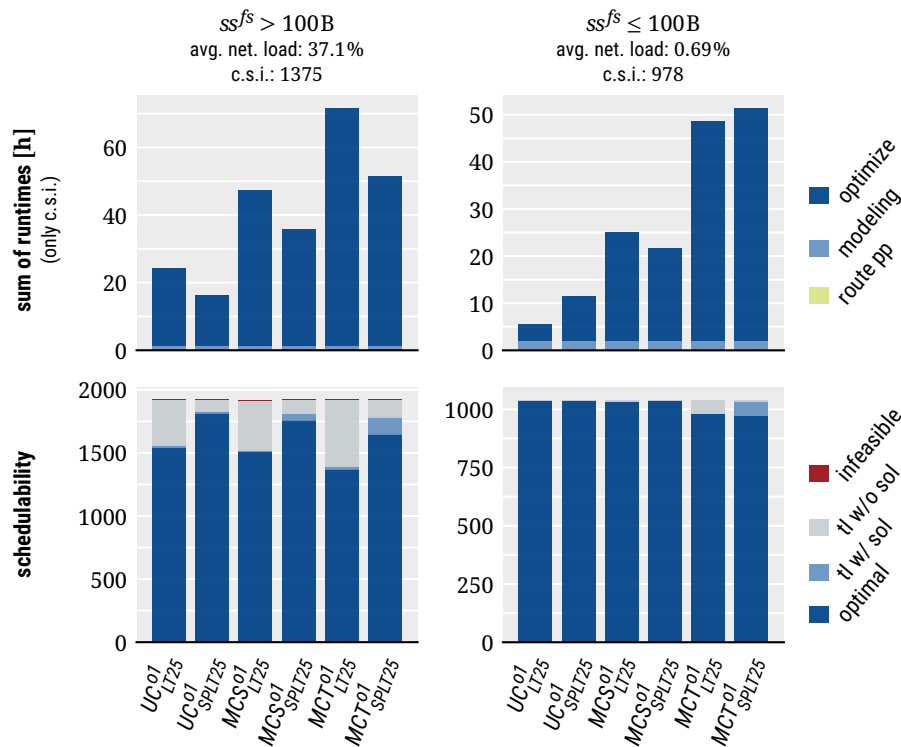 ss^fs > 100B
avg. net. load: 37.1%
c.s.i.: 1375
ss^fs ≤ 100B
avg. net. load: 0.69%
c.s.i.: 978
sum of runtimes [h]
(only c.s.i.)
60
40
20
0
50
40
30
20
10
0
optimize
modeling
route pp
schedulability
2000
1500
1000
500
0
1000
750
500
250
0
infeasible
tl w/o sol
tl w/ sol
optimal
UC^o1_LT25
UC^o1_SPLT25
MCS^o1_LT25
MCS^o1_SPLT25
MCT^o1_LT25
MCT^o1_SPLT25
UC^o1_LT25
UC^o1_SPLT25
MCS^o1_LT25
MCS^o1_SPLT25
MCT^o1_LT25
MCT^o1_SPLT25